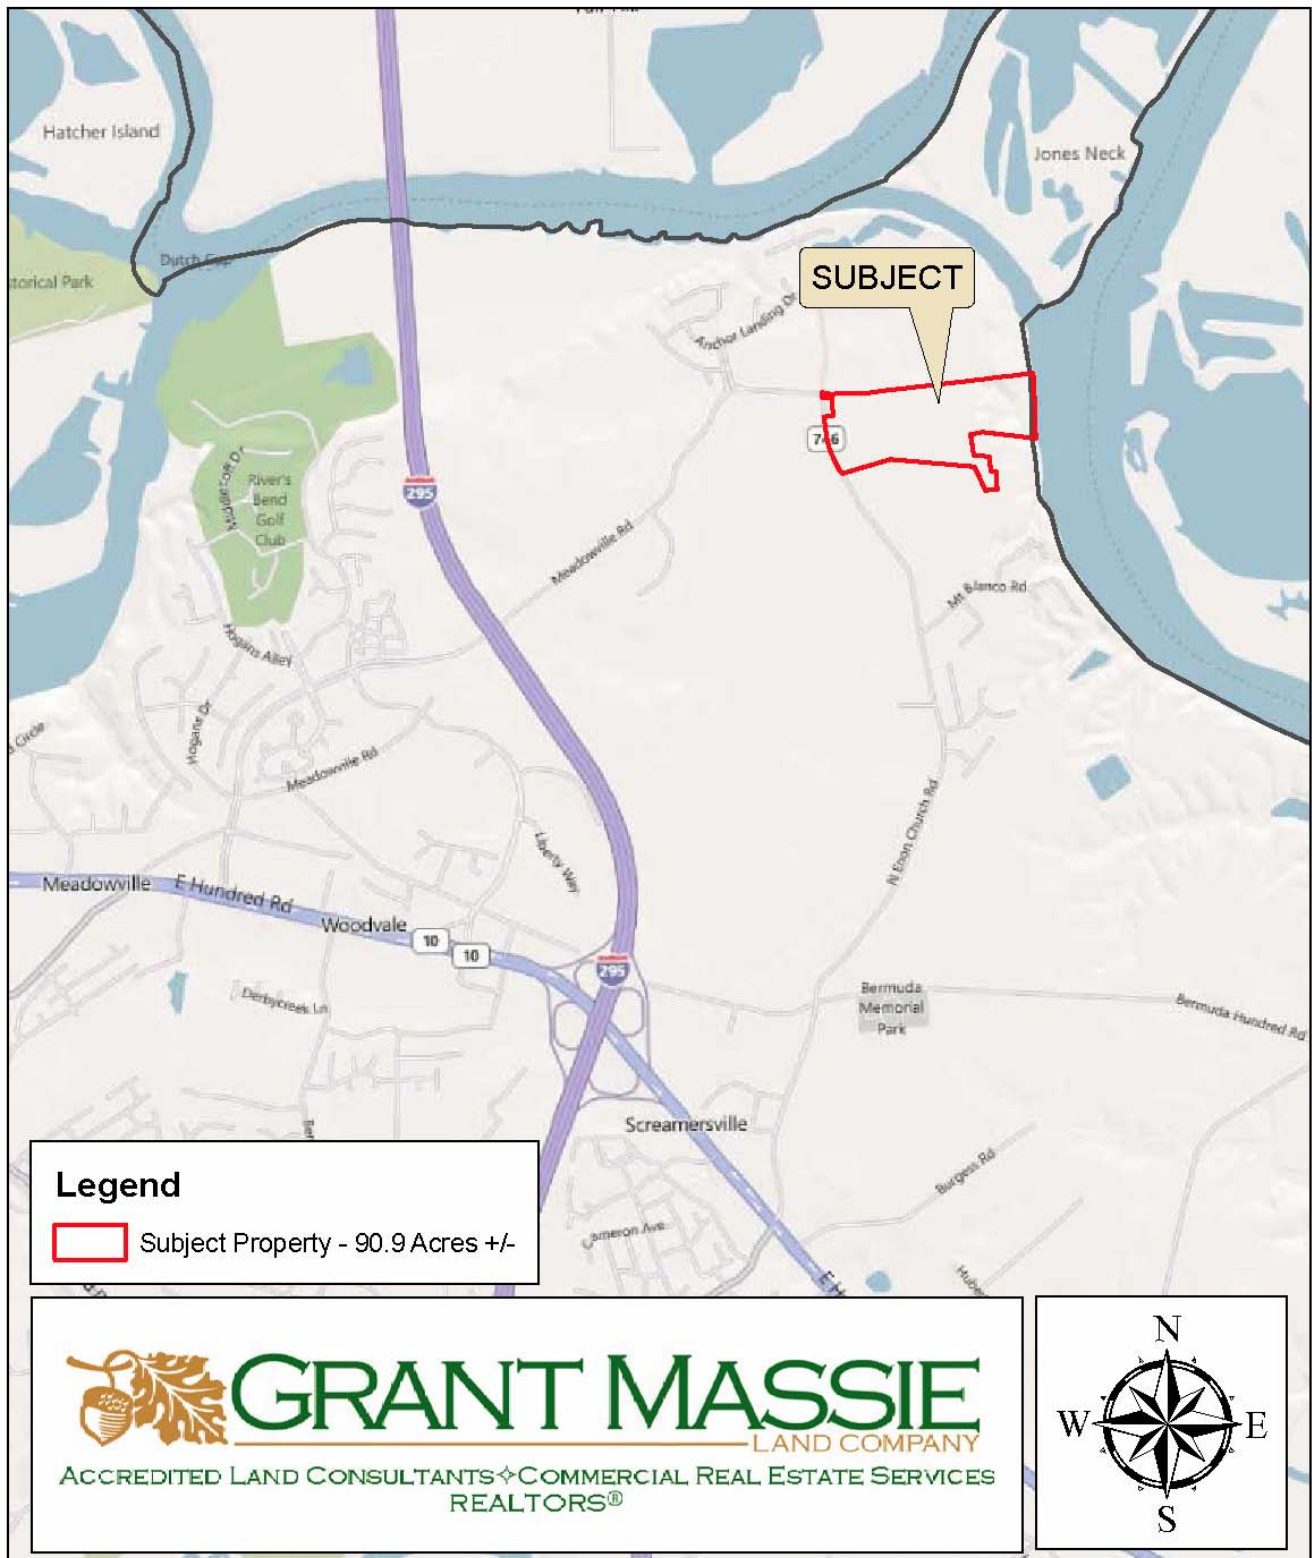 Hatcher Island
Jones Neck
Dutch Gap
torical Park
SUBJECT
Anchor Landing Dr
746
295
Middlecoff Dr
River's
Bend
Golf
Club
Meadowville Rd
Mt Blanco Rd
Hogans Alley
Hogans Dr
Circle
Meadowville Rd
N Enon Church Rd
Liberty Way
Meadowville
E Hundred Rd
Woodvale
10
10
295
Derbycreek Ln
Bermuda
Memorial
Park
Bermuda Hundred Rd
Screamersville
Burgess Rd
Cameron Ave
E H
Legend
Subject Property - 90.9 Acres +/-
GRANT MASSIE
LAND COMPANY
ACCREDITED LAND CONSULTANTS✧COMMERCIAL REAL ESTATE SERVICES
REALTORS®
N
W
E
S